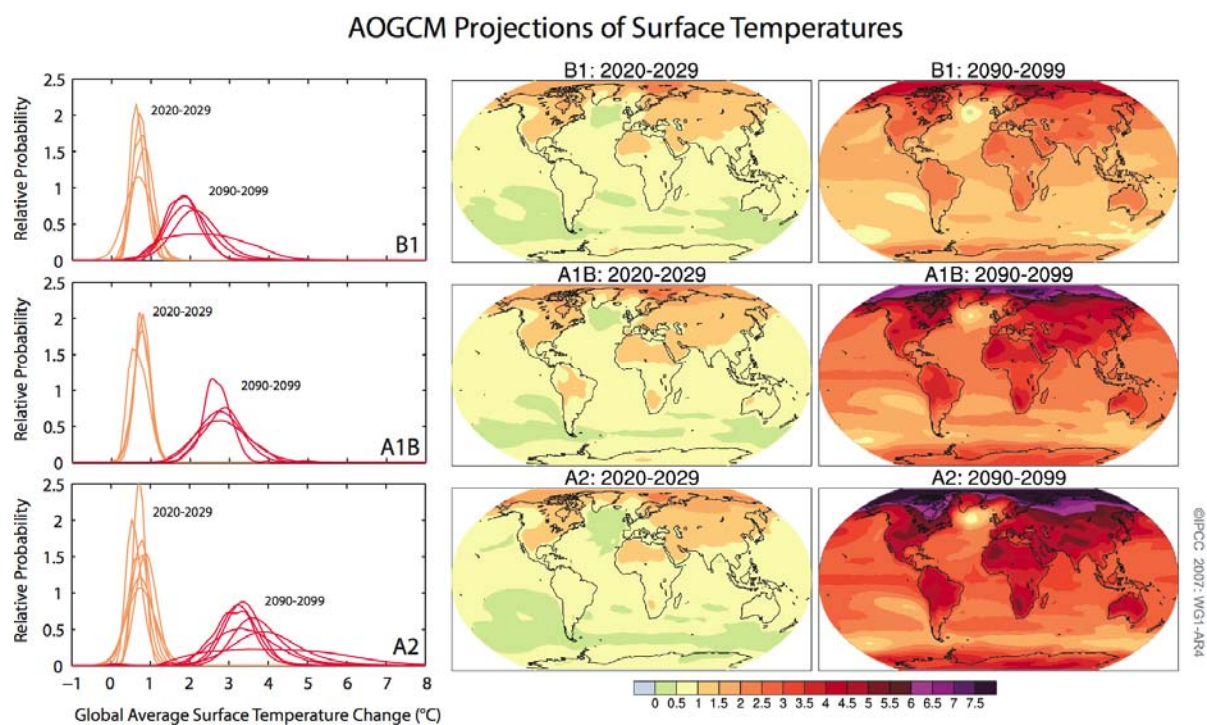 AOGCM Projections of Surface Temperatures
B1: 2020-2029
B1: 2090-2099
Relative Probability
2.5
2
1.5
1
0.5
0
2020-2029
2090-2099
B1
A1B: 2020-2029
A1B: 2090-2099
Relative Probability
2.5
2
1.5
1
0.5
0
2020-2029
2090-2099
A1B
A2: 2020-2029
A2: 2090-2099
Relative Probability
2.5
2
1.5
1
0.5
0
2020-2029
2090-2099
A2
-1 0 1 2 3 4 5 6 7 8
Global Average Surface Temperature Change (°C)
0 0.5 1 1.5 2 2.5 3 3.5 4 4.5 5 5.5 6 6.5 7 7.5
©IPCC 2007: WG1-AR4